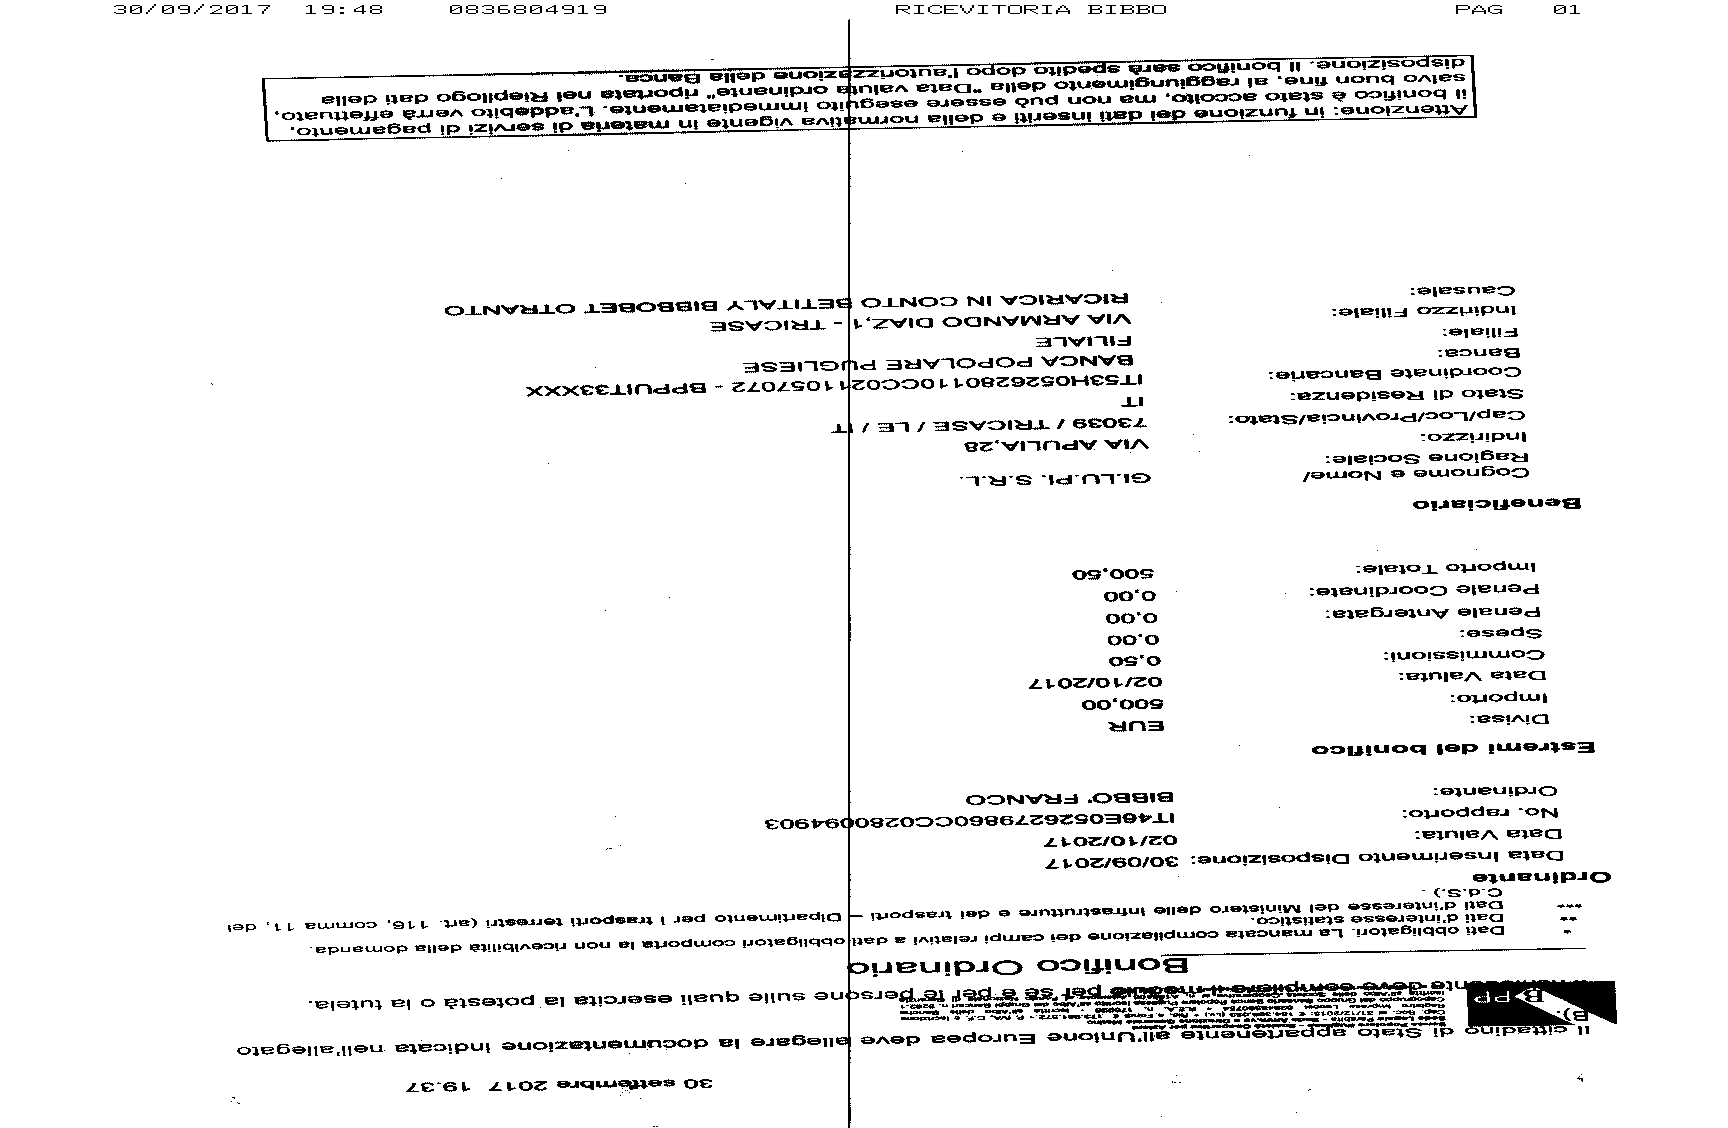 30/09/2017 19:48 0836804919 RICEVITORIA BIBBO PAG 01
30 settembre 2017 19.37
Il cittadino di Stato appartenente all'Unione Europea deve allegare la documentazione indicata nell'allegato
B).
BPP
deve compilare il modulo per se e per le persone sulle quali esercita la potestà o la tutela.
Bonifico Ordinario
* Dati obbligatori. La mancata compilazione dei campi relativi a dati obbligatori comporta la non ricevibilità della domanda.
** Dati d'interesse statistico.
*** Dati d'interesse del Ministero delle infrastrutture e dei trasporti – Dipartimento per i trasporti terrestri (art. 116, comma 11, del
C.d.S.)
Ordinante
Data Inserimento Disposizione: 30/09/2017
Data Valuta: 02/10/2017
No. rapporto: IT46E0526279860CC0280094903
Ordinante: BIBBO' FRANCO
Estremi del bonifico
Divisa: EUR
Importo: 500,00
Data Valuta: 02/10/2017
Commissioni: 0,50
Spese: 0,00
Penale Antergata: 0,00
Penale Coordinate: 0,00
Importo Totale: 500,50
Beneficiario
Cognome e Nome/ GI.LU.PI. S.R.L.
Ragione Sociale:
Indirizzo: VIA APULIA,28
Cap/Loc/Provincia/Stato: 73039 / TRICASE / LE / IT
Stato di Residenza: IT
Coordinate Bancarie: IT53H0526280110CC0211057072 - BPPUIT33XXX
Banca: BANCA POPOLARE PUGLIESE
Filiale: FILIALE
Indirizzo Filiale: VIA ARMANDO DIAZ,1 - TRICASE
Causale: RICARICA IN CONTO BETITALY BIBBOBET OTRANTO
Attenzione: in funzione dei dati inseriti e della normativa vigente in materia di servizi di pagamento,
il bonifico è stato accolto, ma non può essere eseguito immediatamente. L'addebito verrà effettuato,
salvo buon fine, al raggiungimento della "Data valuta ordinante" riportata nel Riepilogo dati della
disposizione. Il bonifico sarà spedito dopo l'autorizzazione della Banca.